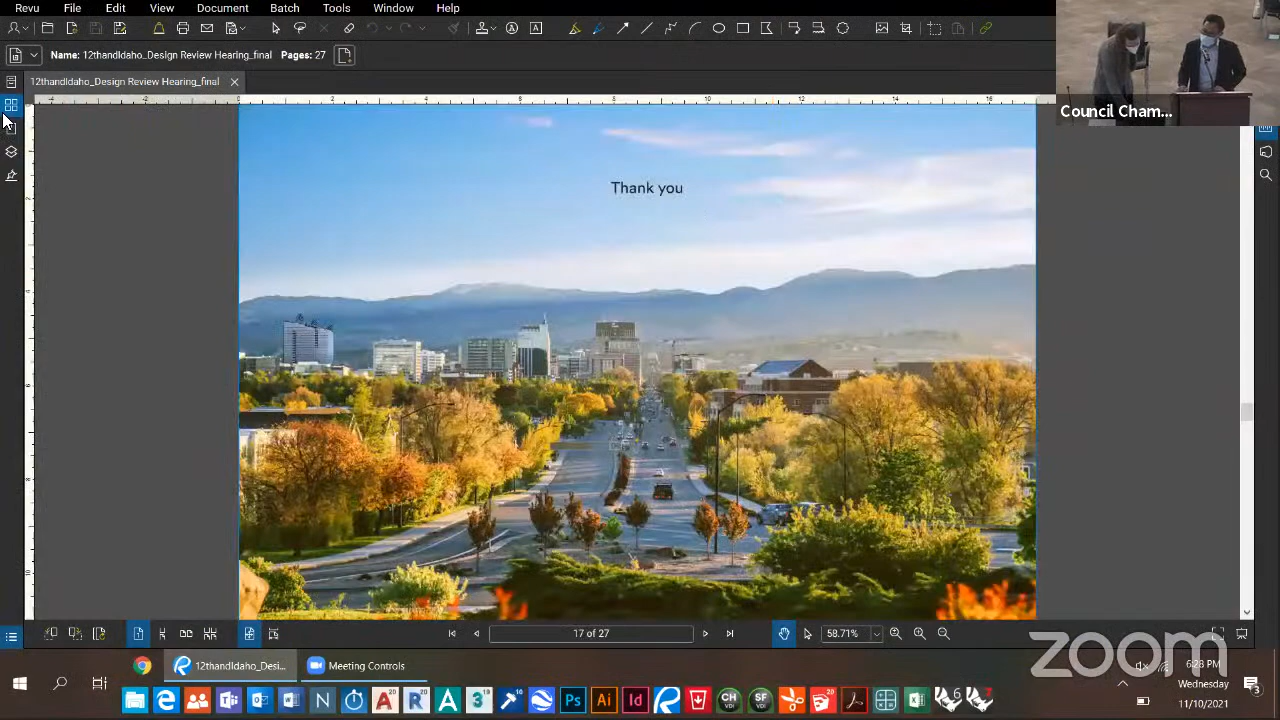 Revu File Edit View Document Batch Tools Window Help
Name: 12thandIdaho_Design Review Hearing_final Pages: 27
12thandIdaho_Design Review Hearing_final
Council Cham...
Thank you
17 of 27
58.71%
zoom
12thandIdaho_Desi...
Meeting Controls
6:28 PM
Wednesday
11/10/2021
3